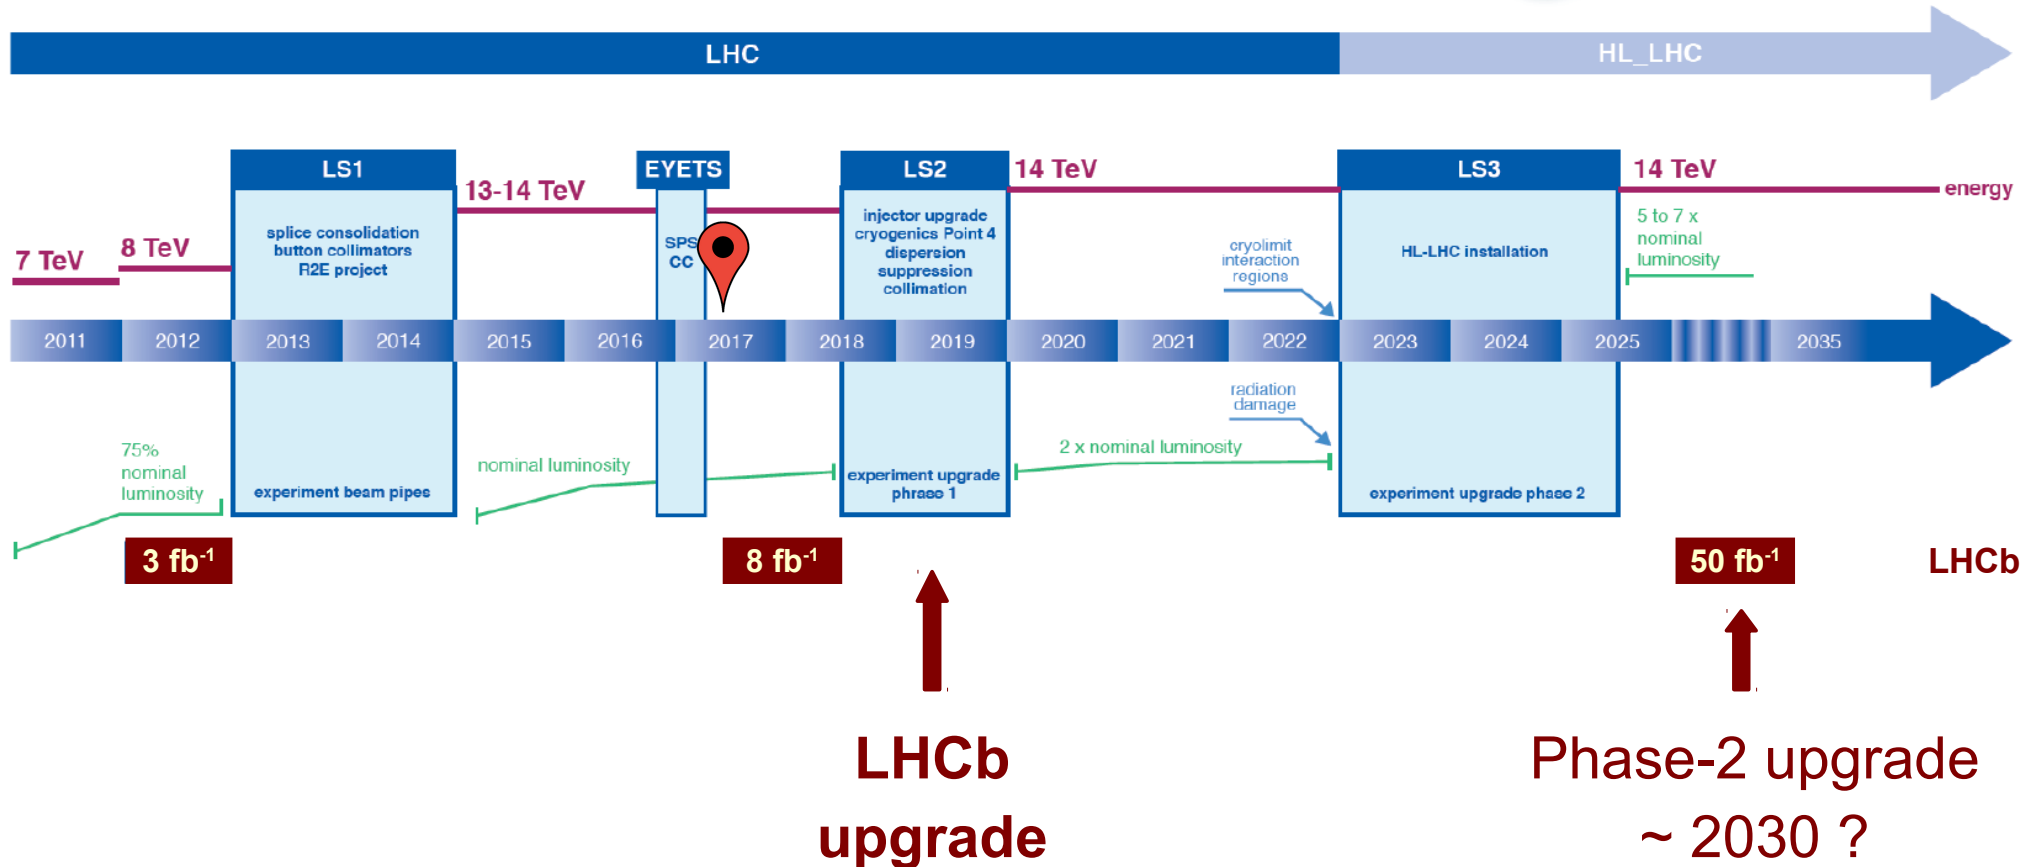 LHC
HL_LHC
LS1
EYETS
LS2
14 TeV
LS3
14 TeV
energy
13-14 TeV
7 TeV
8 TeV
splice consolidation
button collimators
R2E project
SPS
CC
injector upgrade
cryogenics Point 4
dispersion
suppression
collimation
cryolimit
interaction
regions
HL-LHC installation
5 to 7 x
nominal
luminosity
2011
2012
2013
2014
2015
2016
2017
2018
2019
2020
2021
2022
2023
2024
2025
2035
radiation
damage
75%
nominal
luminosity
experiment beam pipes
nominal luminosity
experiment upgrade
phrase 1
2 x nominal luminosity
experiment upgrade phase 2
3 fb-1
8 fb-1
50 fb-1
LHCb
LHCb
upgrade
Phase-2 upgrade
~ 2030 ?